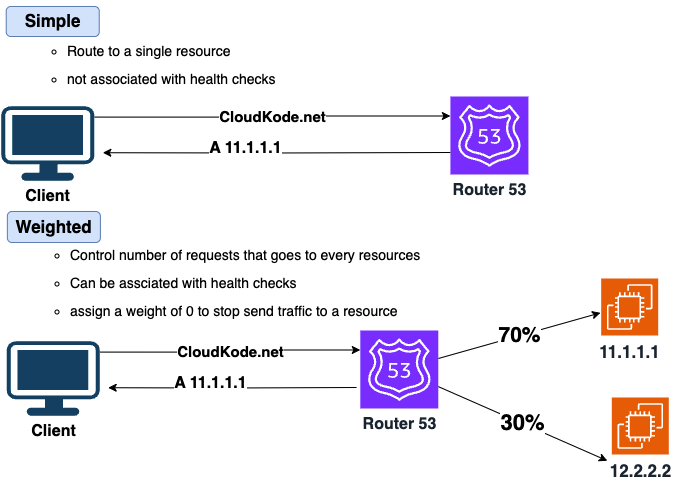 Simple
Route to a single resource
not associated with health checks
CloudKode.net
53
A 11.1.1.1
Client
Router 53
Weighted
Control number of requests that goes to every resources
Can be assciated with health checks
assign a weight of 0 to stop send traffic to a resource
CloudKode.net
53
70%
11.1.1.1
A 11.1.1.1
Client
Router 53
30%
12.2.2.2